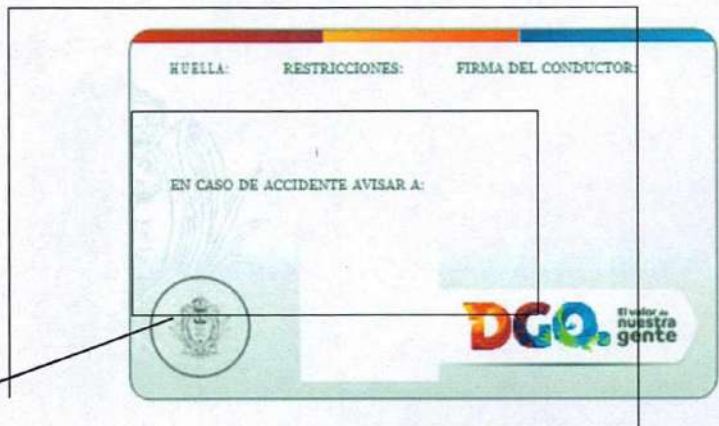 HUELLA: RESTRICCIONES: FIRMA DEL CONDUCTOR:
EN CASO DE ACCIDENTE AVISAR A:
DGO.
El valor de
nuestra
gente